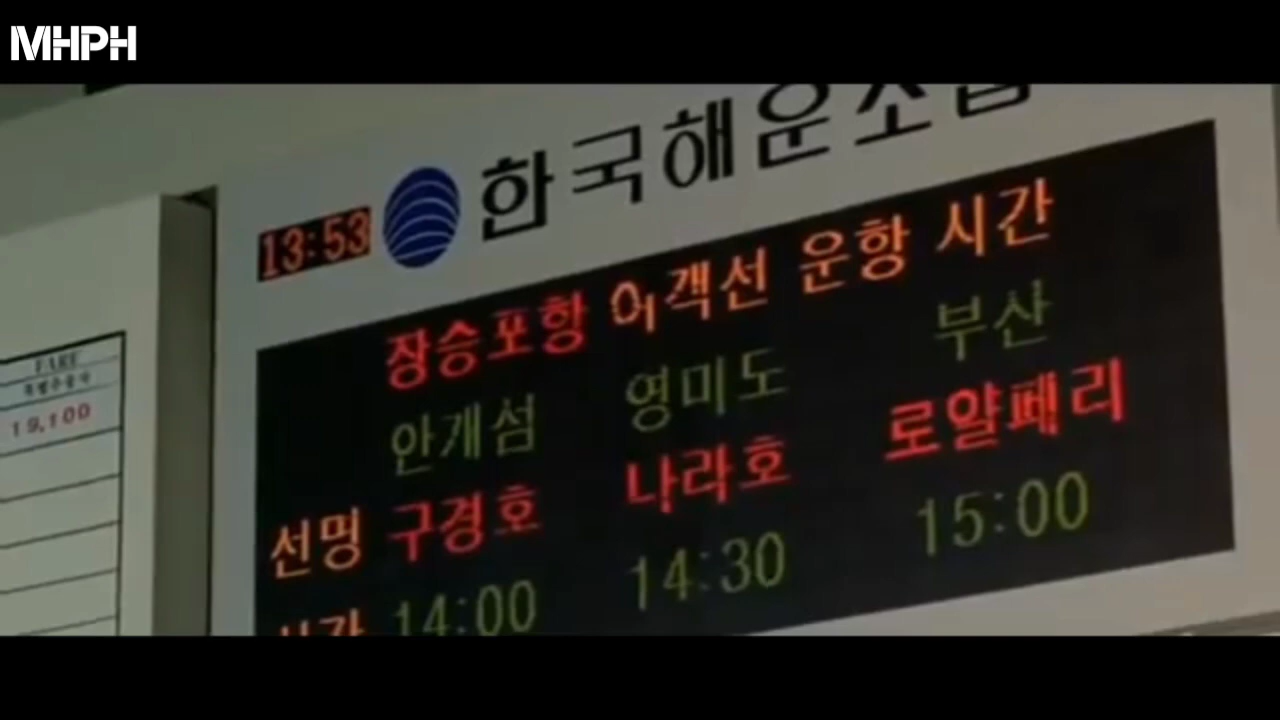 MHPH
한국해운조합
13:53
장승포항 여객선 운항 시간
안개섬 영미도 부산
선명 구경호 나라호 로얄페리
시간 14:00 14:30 15:00
FARE
19,100